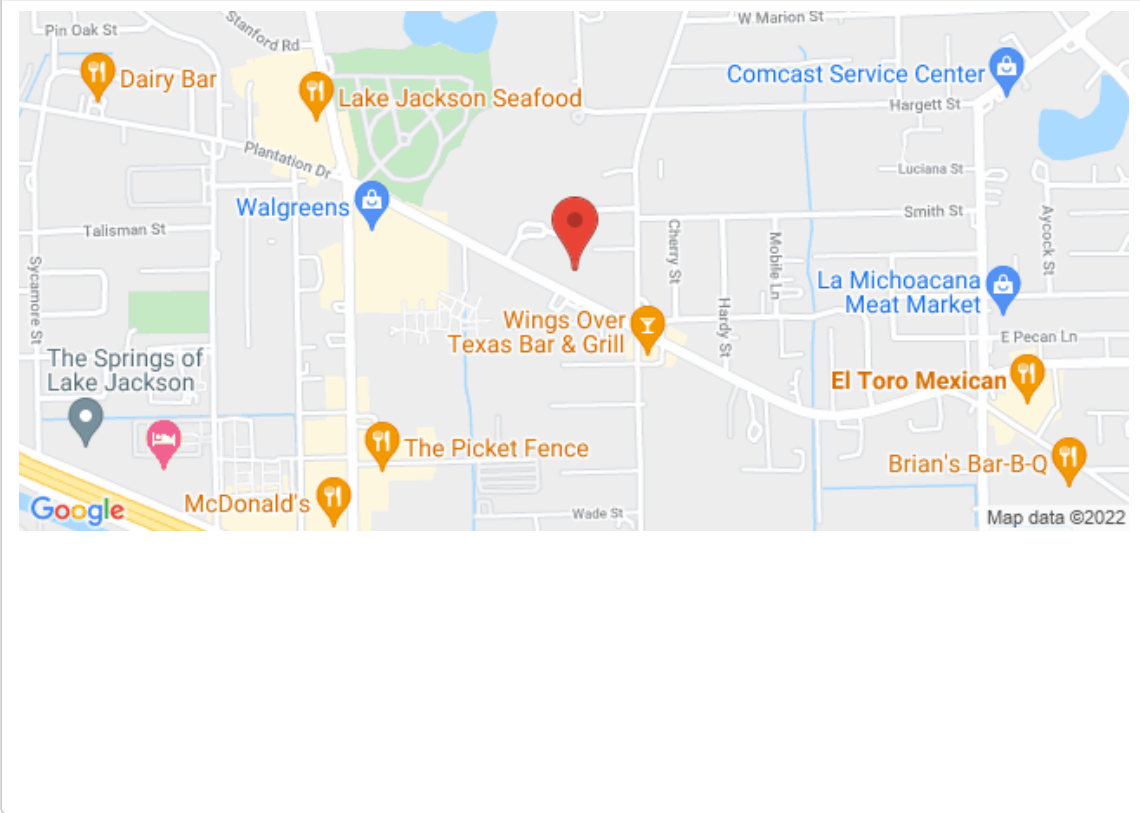 W Marion St
Stanford Rd
Pin Oak St
Dairy Bar
Comcast Service Center
Lake Jackson Seafood
Hargett St
Plantation Dr
Luciana St
Walgreens
Smith St
Talisman St
Cherry St
Mobile Ln
Aycock St
Sycamore St
La Michoacana
Meat Market
Hardy St
Wings Over
Texas Bar & Grill
E Pecan Ln
The Springs of
Lake Jackson
El Toro Mexican
The Picket Fence
Brian's Bar-B-Q
McDonald's
Google
Wade St
Map data ©2022